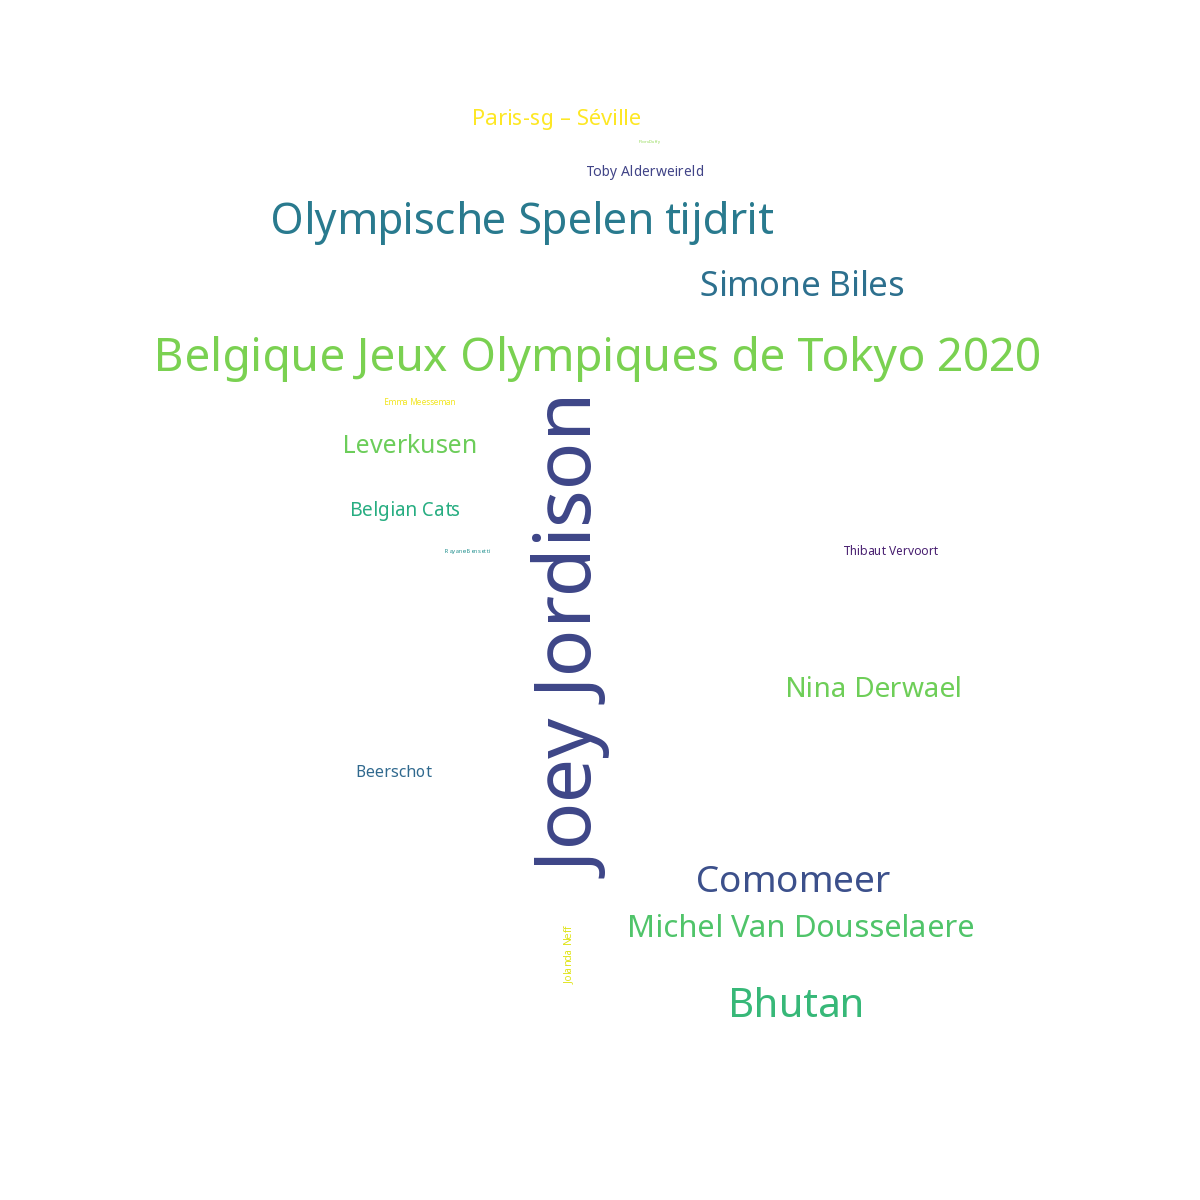 Paris-sg – Séville
Toby Alderweireld
Olympische Spelen tijdrit
Simone Biles
Belgique Jeux Olympiques de Tokyo 2020
Emma Meesseman
Joey Jordison
Leverkusen
Belgian Cats
Rayane Bensetti
Thibaut Vervoort
Nina Derwael
Beerschot
Comomeer
Michel Van Dousselaere
Jolanda Neff
Bhutan